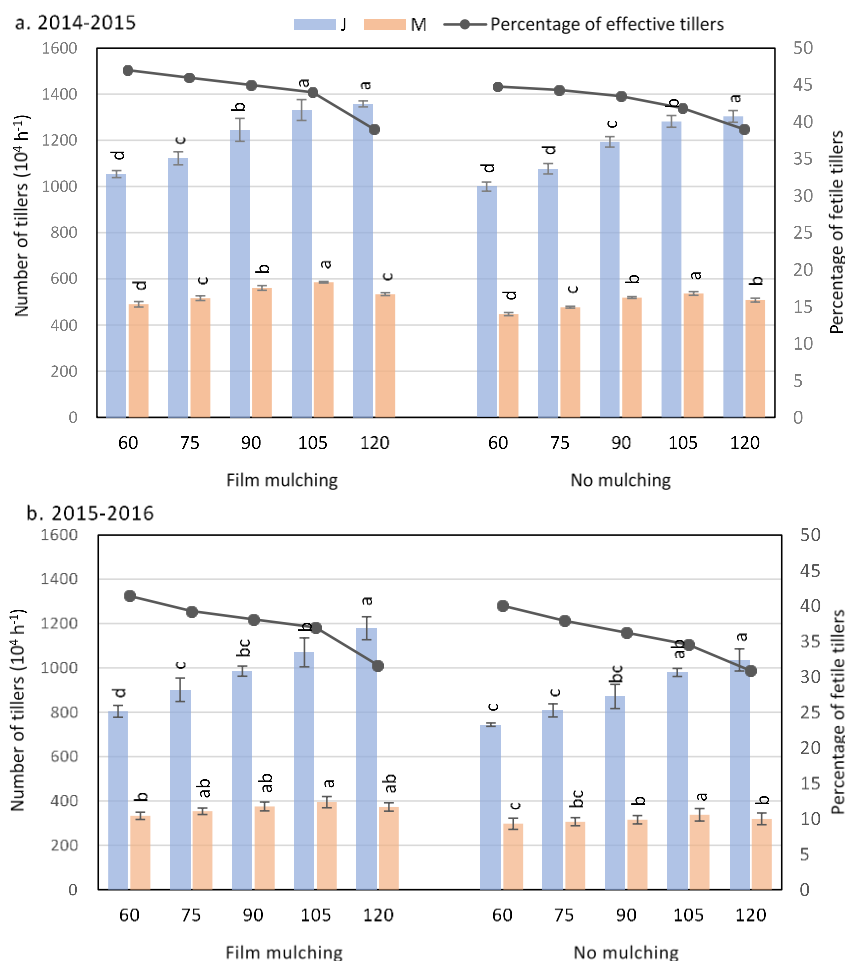 a. 2014-2015
J M Percentage of effective tillers
1600
1400
1200
1000
800
600
400
200
0
Number of tillers (10⁴ h⁻¹)
50
45
40
35
30
25
20
15
10
5
0
Percentage of fetile tillers
d c b a a
d c b a c
d d c b a
d c b a b
60 75 90 105 120 60 75 90 105 120
Film mulching No mulching
b. 2015-2016
1600
1400
1200
1000
800
600
400
200
0
Number of tillers (10⁴ h⁻¹)
50
45
40
35
30
25
20
15
10
5
0
Percentage of fetile tillers
d c bc b a
b ab ab a ab
c c bc ab a
c bc b a b
60 75 90 105 120 60 75 90 105 120
Film mulching No mulching